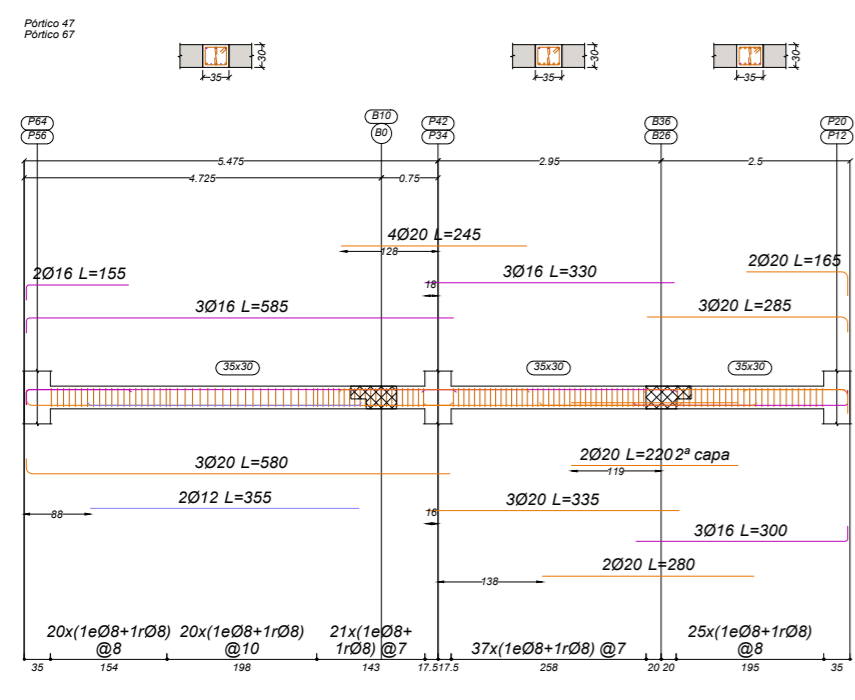 Pórtico 47
Pórtico 67
35
30
35
30
35
30
P64
P56
B10
B0
P42
P34
B36
B26
P20
P12
5.475
2.95
2.5
4.725
0.75
4Ø20 L=245
128
2Ø16 L=155
3Ø16 L=330
2Ø20 L=165
18
3Ø16 L=585
3Ø20 L=285
35x30
35x30
35x30
3Ø20 L=580
2Ø20 L=220 2ª capa
119
2Ø12 L=355
88
3Ø20 L=335
16
3Ø16 L=300
2Ø20 L=280
138
20x(1eØ8+1rØ8)
@8
20x(1eØ8+1rØ8)
@10
21x(1eØ8+
1rØ8) @7
37x(1eØ8+1rØ8) @7
25x(1eØ8+1rØ8)
@8
35
154
198
143
17.5
17.5
258
20
20
195
35